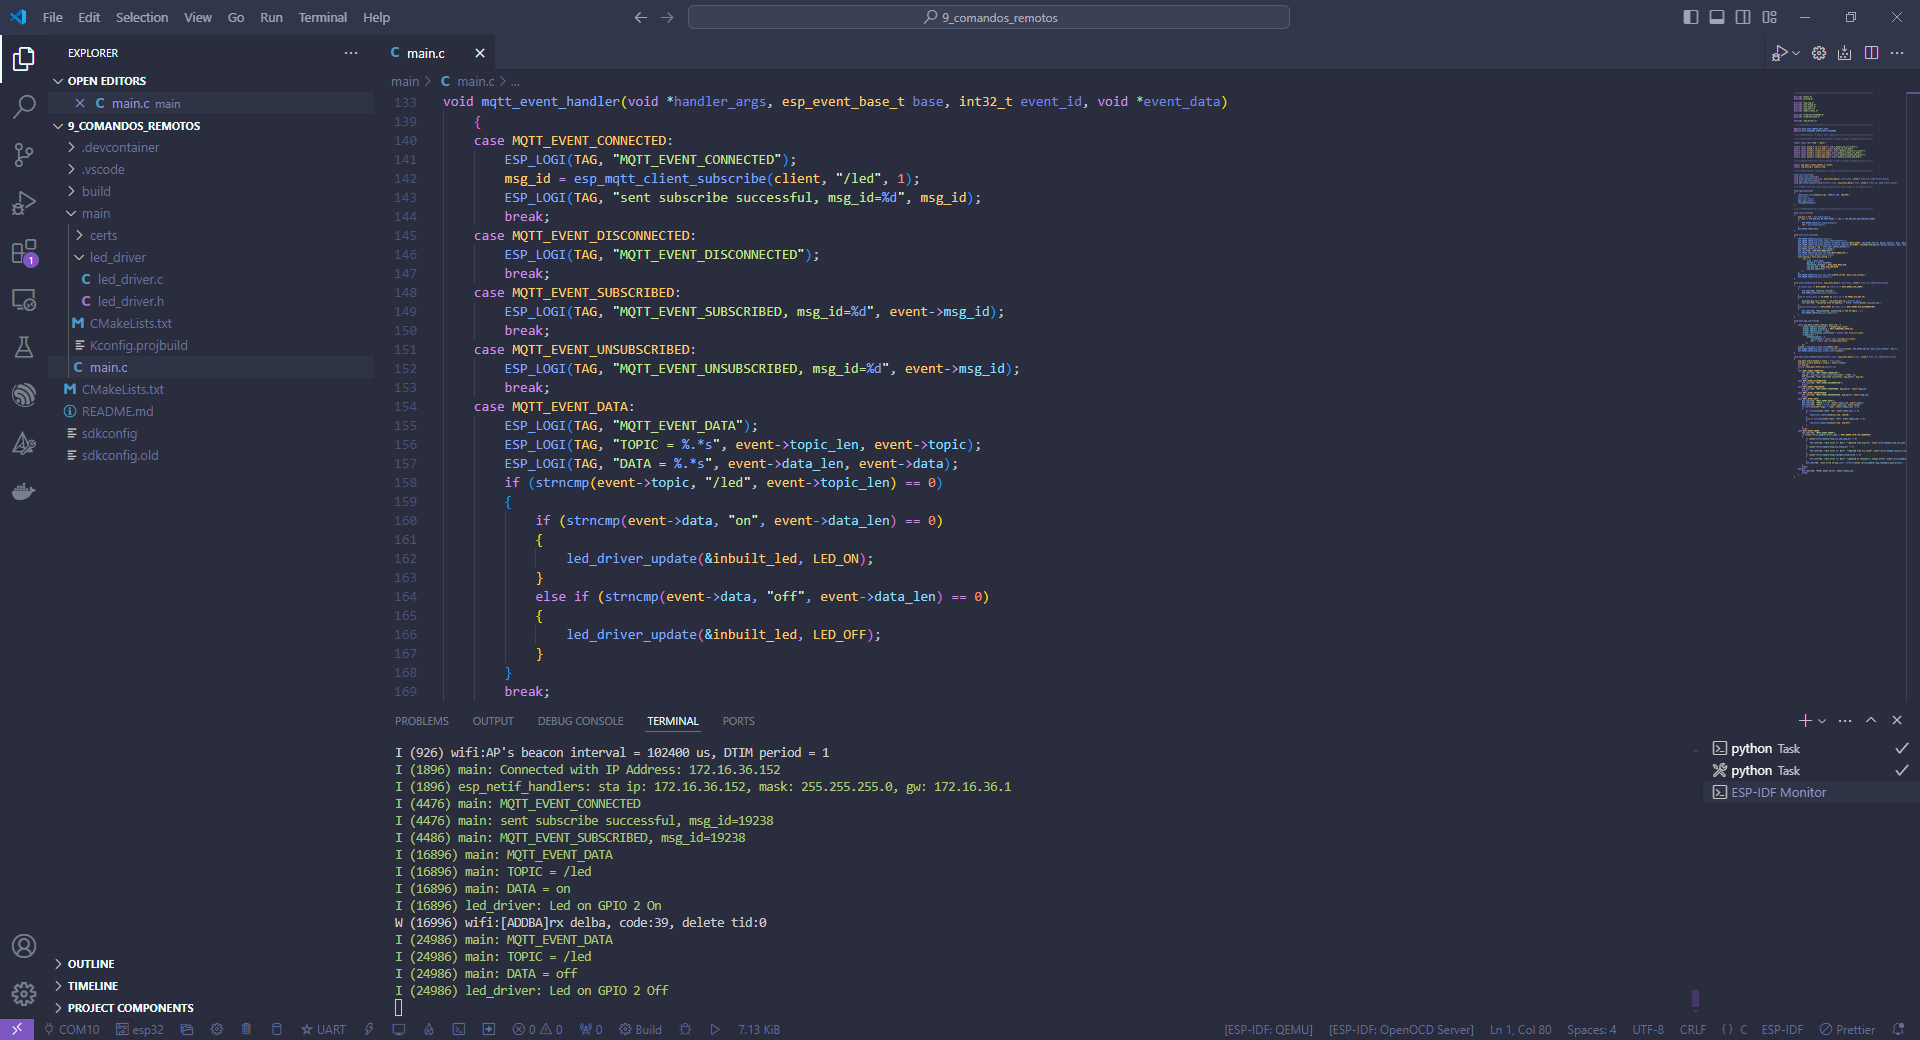 File Edit Selection View Go Run Terminal Help
9_comandos_remotos
EXPLORER
OPEN EDITORS
main.c main
9_COMANDOS_REMOTOS
.devcontainer
.vscode
build
main
certs
led_driver
led_driver.c
led_driver.h
CMakeLists.txt
Kconfig.projbuild
main.c
CMakeLists.txt
README.md
sdkconfig
sdkconfig.old
OUTLINE
TIMELINE
PROJECT COMPONENTS
1
C main.c
main > C main.c > ...
133 void mqtt_event_handler(void *handler_args, esp_event_base_t base, int32_t event_id, void *event_data)
139 {
140 case MQTT_EVENT_CONNECTED:
141 ESP_LOGI(TAG, "MQTT_EVENT_CONNECTED");
142 msg_id = esp_mqtt_client_subscribe(client, "/led", 1);
143 ESP_LOGI(TAG, "sent subscribe successful, msg_id=%d", msg_id);
144 break;
145 case MQTT_EVENT_DISCONNECTED:
146 ESP_LOGI(TAG, "MQTT_EVENT_DISCONNECTED");
147 break;
148 case MQTT_EVENT_SUBSCRIBED:
149 ESP_LOGI(TAG, "MQTT_EVENT_SUBSCRIBED, msg_id=%d", event->msg_id);
150 break;
151 case MQTT_EVENT_UNSUBSCRIBED:
152 ESP_LOGI(TAG, "MQTT_EVENT_UNSUBSCRIBED, msg_id=%d", event->msg_id);
153 break;
154 case MQTT_EVENT_DATA:
155 ESP_LOGI(TAG, "MQTT_EVENT_DATA");
156 ESP_LOGI(TAG, "TOPIC = %.*s", event->topic_len, event->topic);
157 ESP_LOGI(TAG, "DATA = %.*s", event->data_len, event->data);
158 if (strncmp(event->topic, "/led", event->topic_len) == 0)
159 {
160 if (strncmp(event->data, "on", event->data_len) == 0)
161 {
162 led_driver_update(&inbuilt_led, LED_ON);
163 }
164 else if (strncmp(event->data, "off", event->data_len) == 0)
165 {
166 led_driver_update(&inbuilt_led, LED_OFF);
167 }
168 }
169 break;
PROBLEMS OUTPUT DEBUG CONSOLE TERMINAL PORTS
I (926) wifi:AP's beacon interval = 102400 us, DTIM period = 1
I (1896) main: Connected with IP Address: 172.16.36.152
I (1896) esp_netif_handlers: sta ip: 172.16.36.152, mask: 255.255.255.0, gw: 172.16.36.1
I (4476) main: MQTT_EVENT_CONNECTED
I (4476) main: sent subscribe successful, msg_id=19238
I (4486) main: MQTT_EVENT_SUBSCRIBED, msg_id=19238
I (16896) main: MQTT_EVENT_DATA
I (16896) main: TOPIC = /led
I (16896) main: DATA = on
I (16896) led_driver: Led on GPIO 2 On
W (16996) wifi:[ADDBA]rx delba, code:39, delete tid:0
I (24986) main: MQTT_EVENT_DATA
I (24986) main: TOPIC = /led
I (24986) main: DATA = off
I (24986) led_driver: Led on GPIO 2 Off
python Task
python Task
ESP-IDF Monitor
COM10 esp32 UART 0 0 0 Build 7.13 KiB [ESP-IDF: QEMU] [ESP-IDF: OpenOCD Server] Ln 1, Col 80 Spaces: 4 UTF-8 CRLF {} C ESP-IDF Prettier